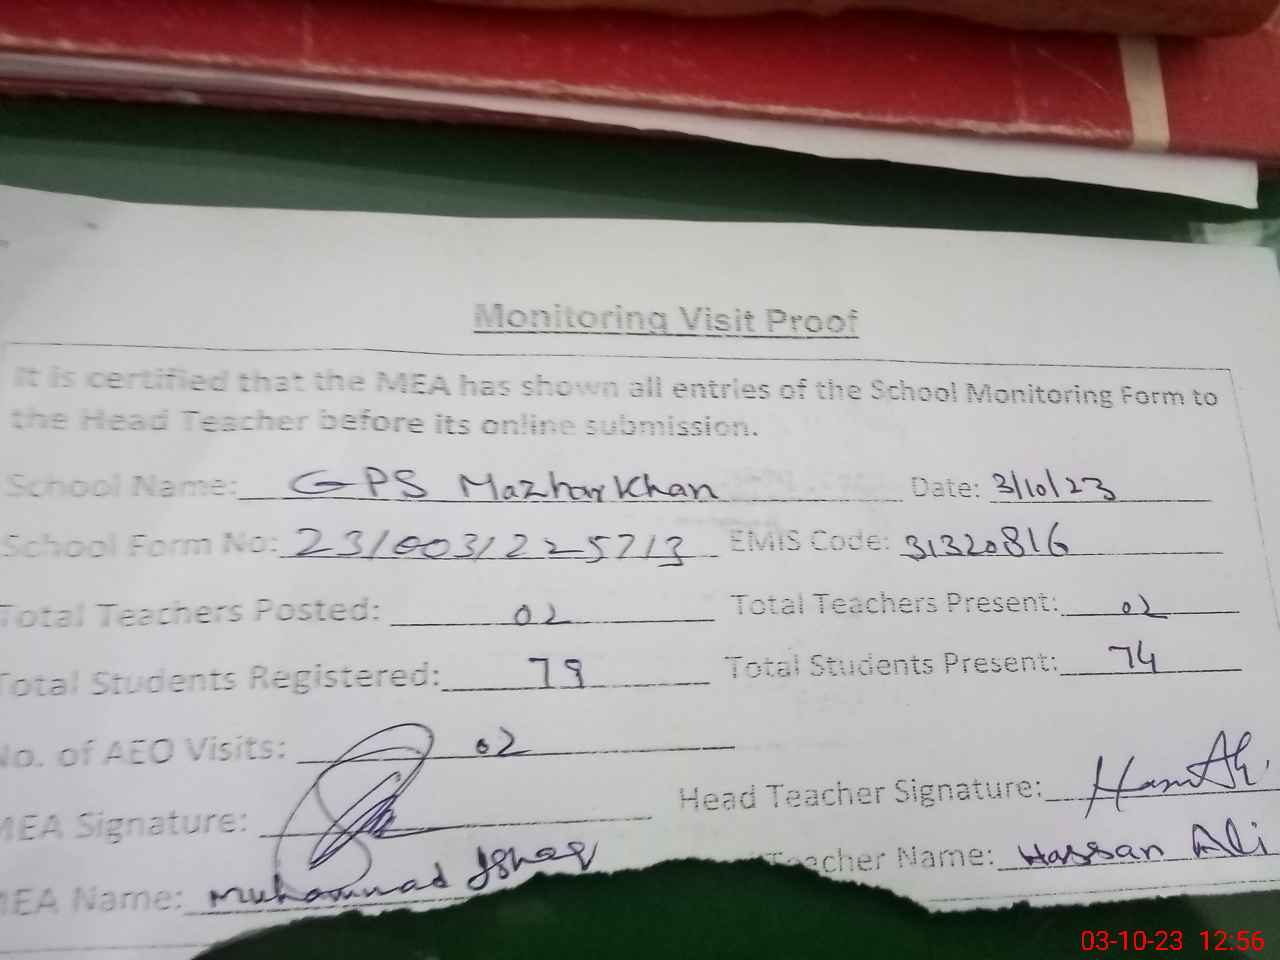 Monitoring Visit Proof
It is certified that the MEA has shown all entries of the School Monitoring Form to
the Head Teacher before its online submission.
School Name: GPS Mazhar Khan Date: 3/10/23
School Form No: 23/003/225713 EMIS Code: 31320816
Total Teachers Posted: 02 Total Teachers Present: 02
Total Students Registered: 79 Total Students Present: 74
No. of AEO Visits: 02
MEA Signature: Head Teacher Signature:
MEA Name: Muhammad Ishaq Teacher Name: Hassan Ali
03-10-23 12:56